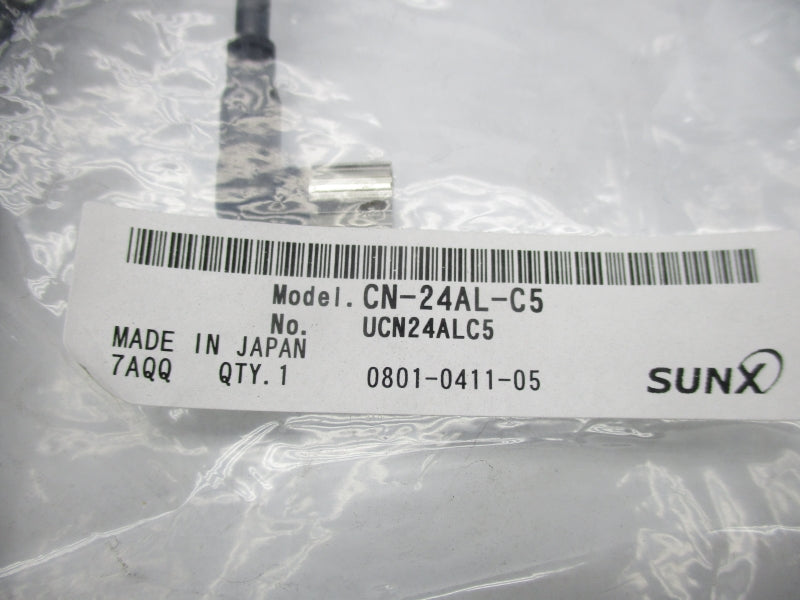 Model. CN-24AL-C5
No. UCN24ALC5
MADE IN JAPAN
7AQQ QTY.1 0801-0411-05 SUNX